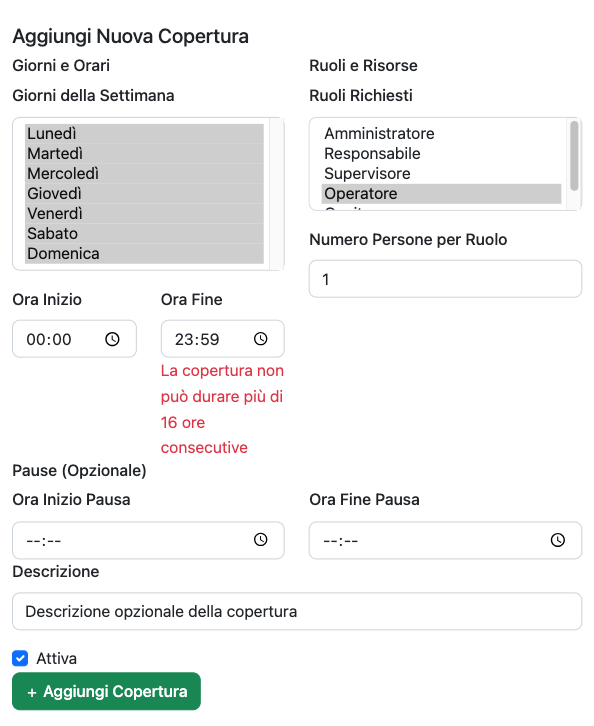 Aggiungi Nuova Copertura
Giorni e Orari
Giorni della Settimana
Lunedì
Martedì
Mercoledì
Giovedì
Venerdì
Sabato
Domenica
Ruoli e Risorse
Ruoli Richiesti
Amministratore
Responsabile
Supervisore
Operatore
Numero Persone per Ruolo
1
Ora Inizio
00:00
Ora Fine
23:59
La copertura non
può durare più di
16 ore
consecutive
Pause (Opzionale)
Ora Inizio Pausa
--:--
Ora Fine Pausa
--:--
Descrizione
Descrizione opzionale della copertura
Attiva
+ Aggiungi Copertura